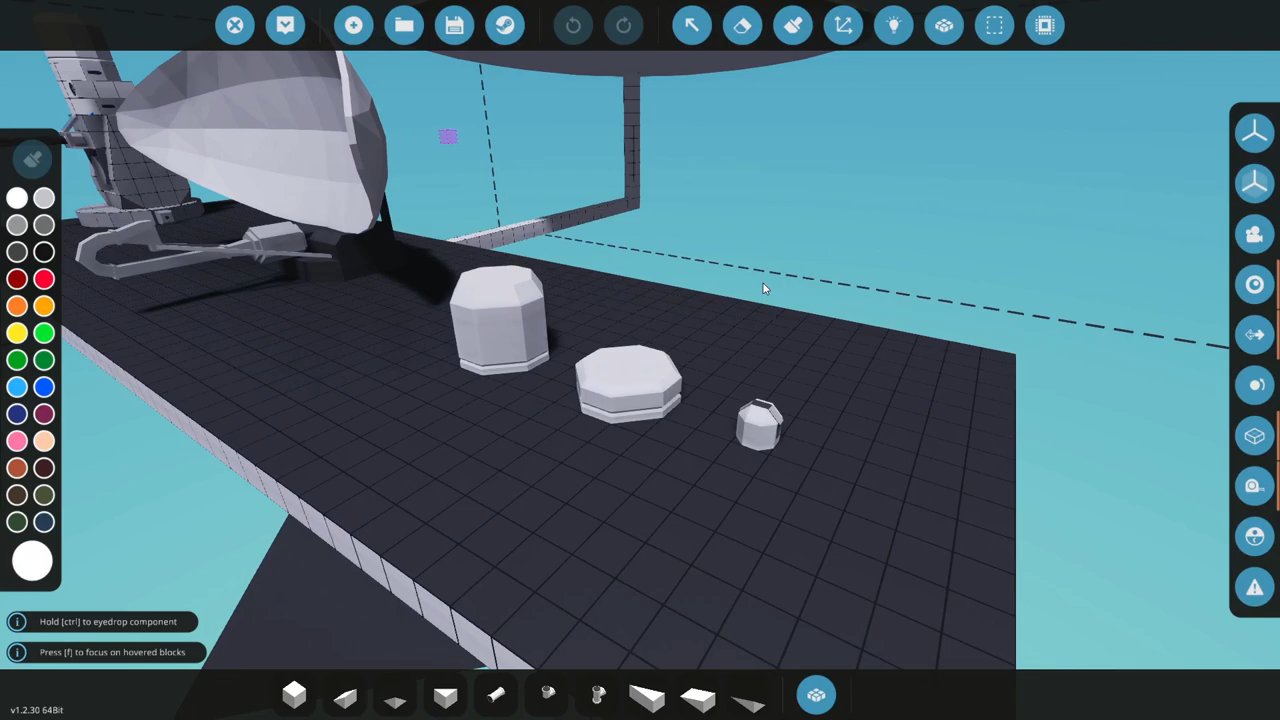 Hold [ctrl] to eyedrop component
Press [f] to focus on hovered blocks
v1.2.30 64Bit